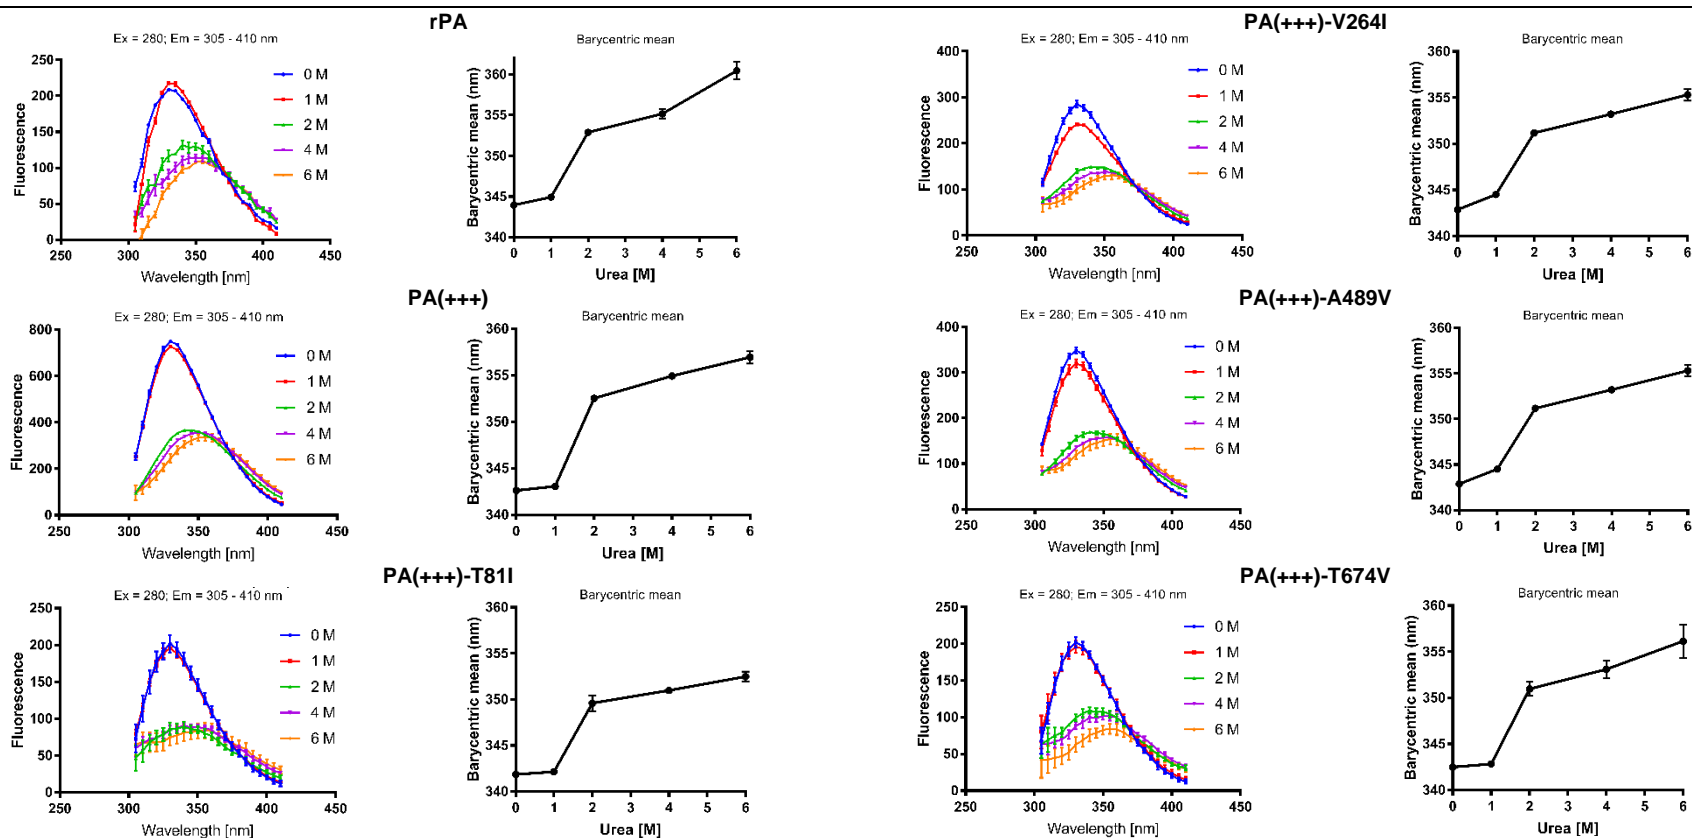 rPA
Ex = 280; Em = 305 - 410 nm
Fluorescence
250
200
150
100
50
0
250 300 350 400 450
Wavelength [nm]
0 M
1 M
2 M
4 M
6 M
Barycentric mean
Barycentric mean (nm)
360
355
350
345
340
0 1 2 3 4 5 6
Urea [M]
PA(+++)-V264I
Ex = 280; Em = 305 - 410 nm
Fluorescence
400
300
200
100
0
250 300 350 400 450
Wavelength [nm]
0 M
1 M
2 M
4 M
6 M
Barycentric mean
Barycentric mean (nm)
360
355
350
345
340
0 1 2 3 4 5 6
Urea [M]
PA(+++)
Ex = 280; Em = 305 - 410 nm
Fluorescence
800
600
400
200
0
250 300 350 400 450
Wavelength [nm]
0 M
1 M
2 M
4 M
6 M
Barycentric mean
Barycentric mean (nm)
360
355
350
345
340
0 1 2 3 4 5 6
Urea [M]
PA(+++)-A489V
Ex = 280; Em = 305 - 410 nm
Fluorescence
400
300
200
100
0
250 300 350 400 450
Wavelength [nm]
0 M
1 M
2 M
4 M
6 M
Barycentric mean
Barycentric mean (nm)
360
355
350
345
340
0 1 2 3 4 5 6
Urea [M]
PA(+++)-T81I
Ex = 280; Em = 305 - 410 nm
Fluorescence
250
200
150
100
50
0
250 300 350 400 450
Wavelength [nm]
0 M
1 M
2 M
4 M
6 M
Barycentric mean
Barycentric mean (nm)
360
355
350
345
340
0 1 2 3 4 5 6
Urea [M]
PA(+++)-T674V
Ex = 280; Em = 305 - 410 nm
Fluorescence
250
200
150
100
50
0
250 300 350 400 450
Wavelength [nm]
0 M
1 M
2 M
4 M
6 M
Barycentric mean
Barycentric mean (nm)
360
355
350
345
340
0 1 2 3 4 5 6
Urea [M]